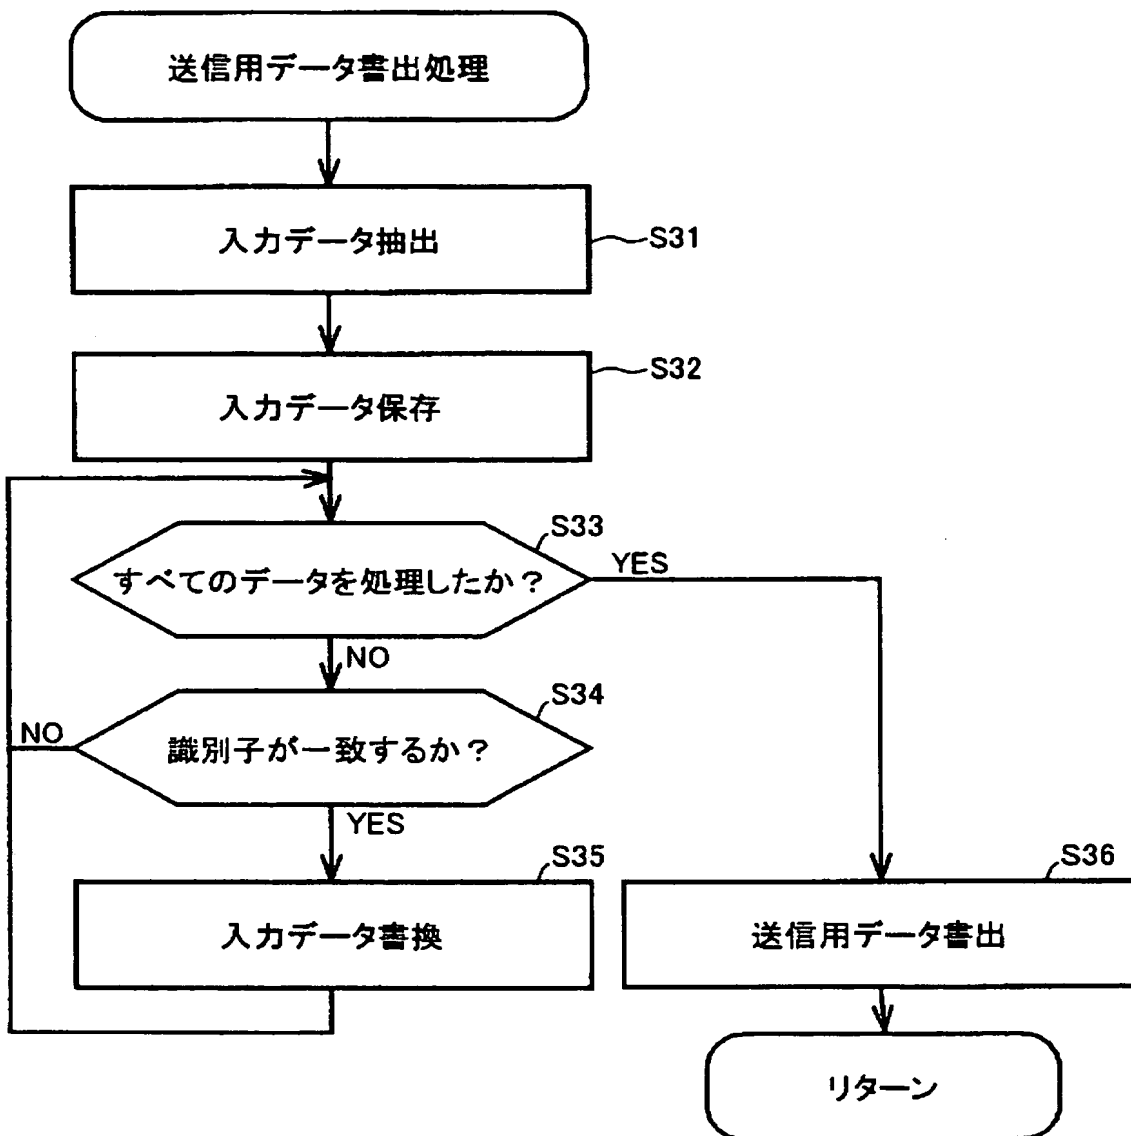 送信用データ書出処理
入力データ抽出
S31
入力データ保存
S32
S33
すべてのデータを処理したか？
YES
NO
S34
識別子が一致するか？
NO
YES
S35
入力データ書換
S36
送信用データ書出
リターン